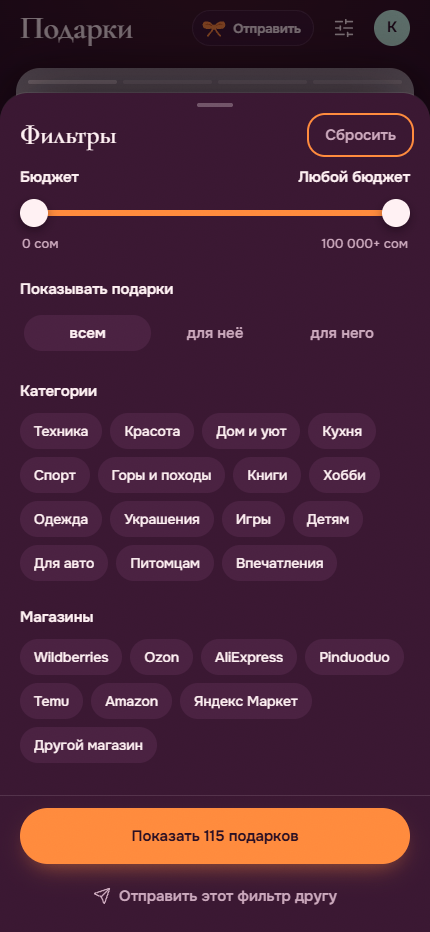 Подарки
Отправить
К
Фильтры
Сбросить
Бюджет
Любой бюджет
0 сом
100 000+ сом
Показывать подарки
всем
для неё
для него
Категории
Техника Красота Дом и уют Кухня
Спорт Горы и походы Книги Хобби
Одежда Украшения Игры Детям
Для авто Питомцам Впечатления
Магазины
Wildberries Ozon AliExpress Pinduoduo
Temu Amazon Яндекс Маркет
Другой магазин
Показать 115 подарков
Отправить этот фильтр другу